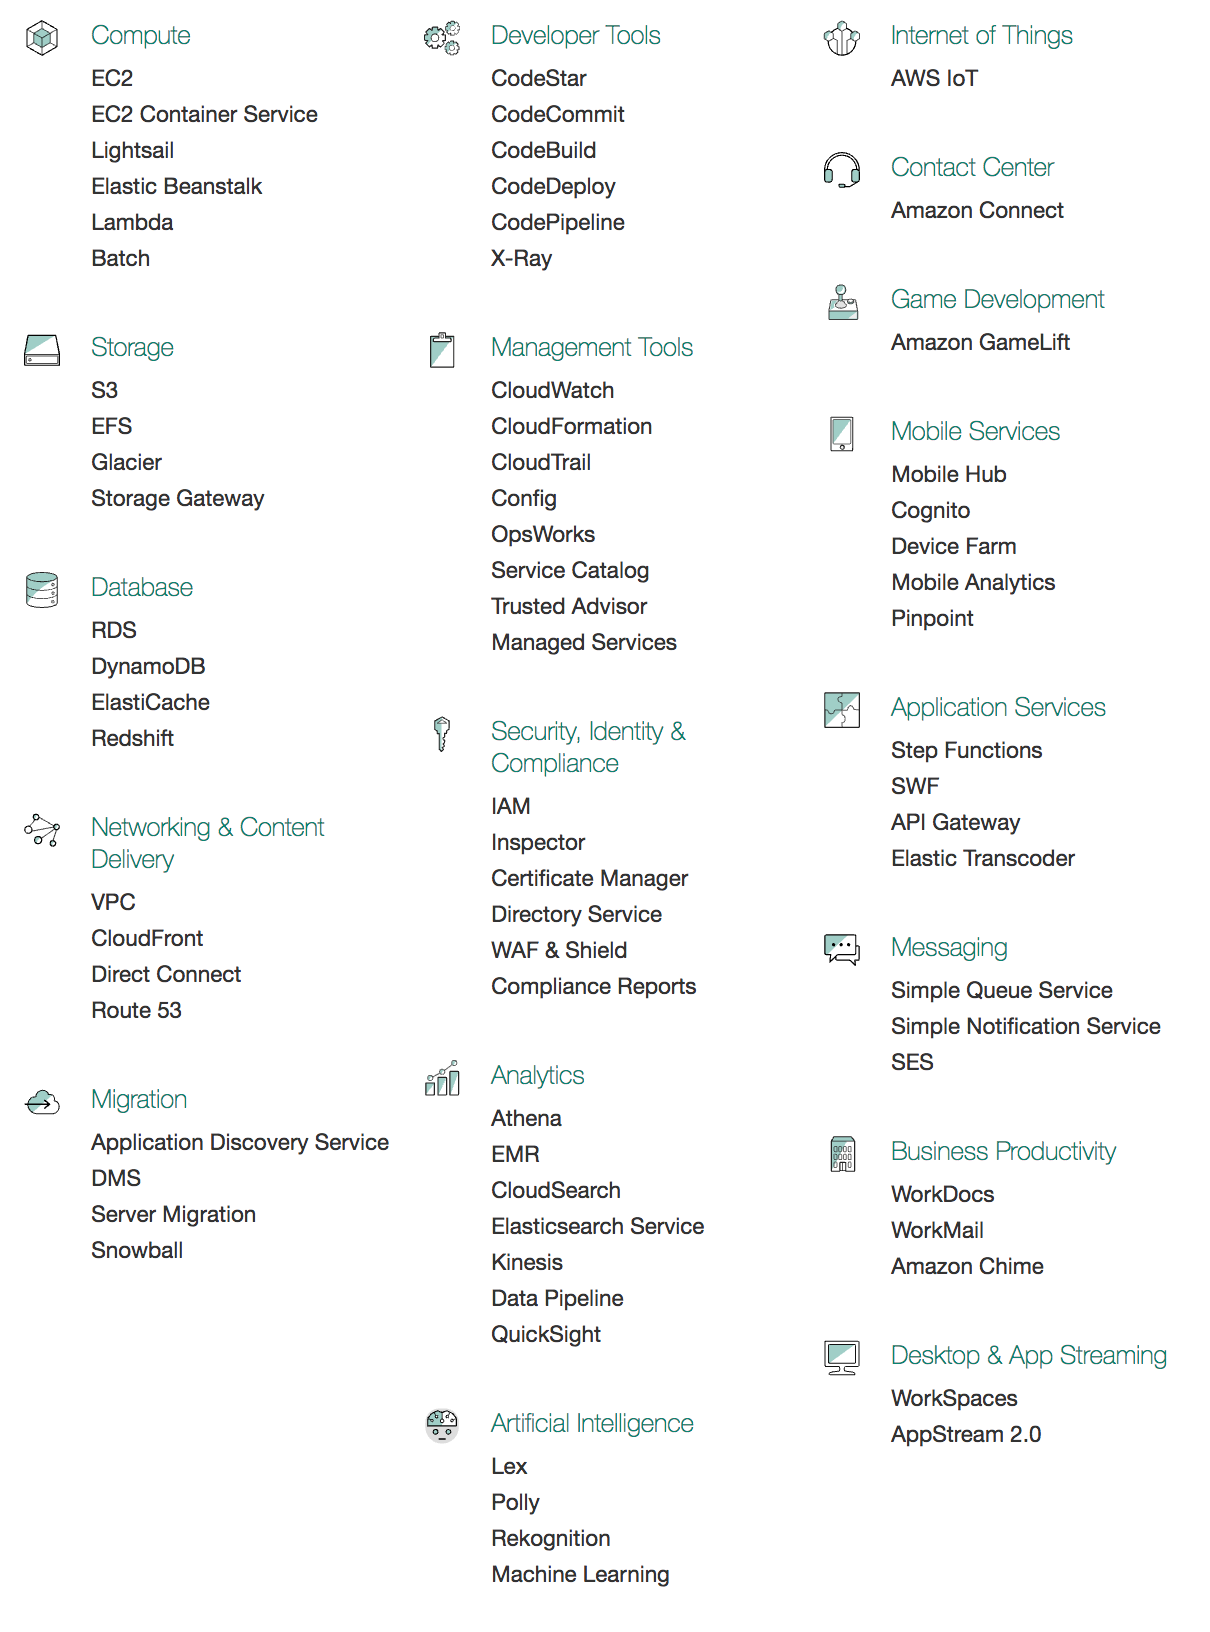 Compute
EC2
EC2 Container Service
Lightsail
Elastic Beanstalk
Lambda
Batch
Storage
S3
EFS
Glacier
Storage Gateway
Database
RDS
DynamoDB
ElastiCache
Redshift
Networking & Content
Delivery
VPC
CloudFront
Direct Connect
Route 53
Migration
Application Discovery Service
DMS
Server Migration
Snowball
Developer Tools
CodeStar
CodeCommit
CodeBuild
CodeDeploy
CodePipeline
X-Ray
Management Tools
CloudWatch
CloudFormation
CloudTrail
Config
OpsWorks
Service Catalog
Trusted Advisor
Managed Services
Security, Identity &
Compliance
IAM
Inspector
Certificate Manager
Directory Service
WAF & Shield
Compliance Reports
Analytics
Athena
EMR
CloudSearch
Elasticsearch Service
Kinesis
Data Pipeline
QuickSight
Artificial Intelligence
Lex
Polly
Rekognition
Machine Learning
Internet of Things
AWS IoT
Contact Center
Amazon Connect
Game Development
Amazon GameLift
Mobile Services
Mobile Hub
Cognito
Device Farm
Mobile Analytics
Pinpoint
Application Services
Step Functions
SWF
API Gateway
Elastic Transcoder
Messaging
Simple Queue Service
Simple Notification Service
SES
Business Productivity
WorkDocs
WorkMail
Amazon Chime
Desktop & App Streaming
WorkSpaces
AppStream 2.0